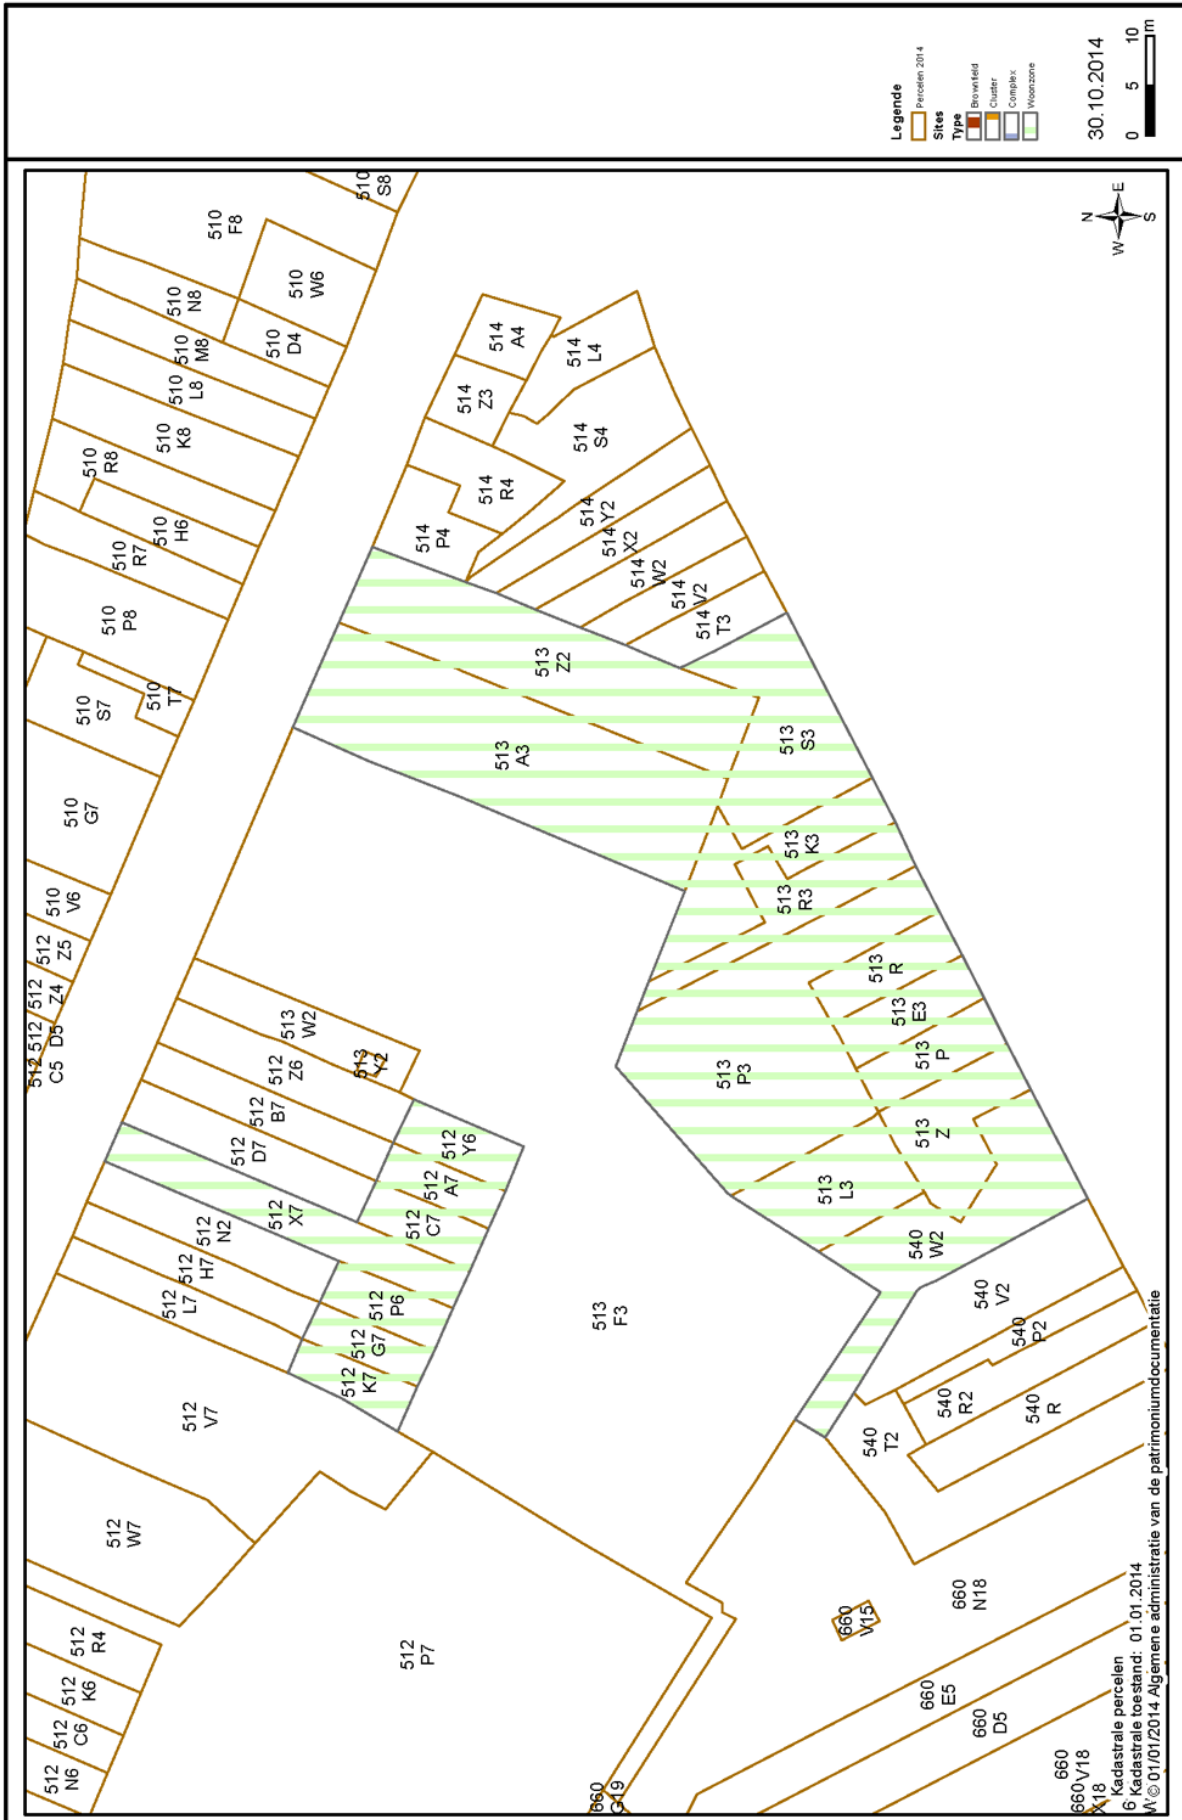 Legende
Percelen 2014
Sites
Type
Brownfield
Cluster
Complex
Woonzone
30.10.2014
0 5 10
m
N
W E
S
512
N6
512
C6
512
K6
512
R4
512
W7
512
V7
512
P7
512
L7
512
H7
512
N2
512
X7
512
D7
512
B7
512
Z6
513
W2
513
Y2
512
K7
512
G7
512
P6
512
C7
512
A7
512
Y6
512
C5
512
D5
512
Z4
512
Z5
510
V6
510
G7
510
S7
510
T7
510
P8
510
R7
510
H6
510
R8
510
K8
510
L8
510
M8
510
N8
510
D4
510
W6
510
F8
510
S8
514
P4
514
R4
514
Z3
514
A4
514
L4
514
S4
514
Y2
514
X2
514
W2
514
V2
514
T3
513
Z2
513
A3
513
S3
513
K3
513
R3
513
R
513
E3
513
P
513
Z
513
P3
513
L3
513
F3
540
W2
540
V2
540
P2
540
R2
540
R
540
T2
660
N18
660
V15
660
E5
660
D5
660
G19
660
V18
660
X18
Kadastrale percelen
Kadastrale toestand: 01.01.2014
© 01/01/2014 Algemene administratie van de patrimoniumdocumentatie